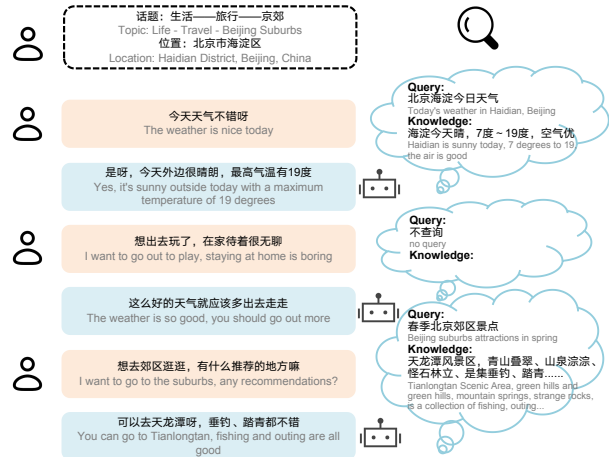 话题：生活——旅行——京郊
Topic: Life - Travel - Beijing Suburbs
位置：北京市海淀区
Location: Haidian District, Beijing, China
今天天气不错呀
The weather is nice today
Query:
北京海淀今日天气
Today's weather in Haidian, Beijing
Knowledge:
海淀今天晴，7度～19度，空气优
Haidian is sunny today, 7 degrees to 19
the air is good
是呀，今天外边很晴朗，最高气温有19度
Yes, it's sunny outside today with a maximum
temperature of 19 degrees
想出去玩了，在家待着很无聊
I want to go out to play, staying at home is boring
Query:
不查询
no query
Knowledge:
这么好的天气就应该多出去走走
The weather is so good, you should go out more
Query:
春季北京郊区景点
Beijing suburbs attractions in spring
Knowledge:
天龙潭风景区，青山叠翠、山泉淙淙、
怪石林立、是集垂钓、踏青......
Tianlongtan Scenic Area, green hills and
green hills, mountain springs, strange rocks,
is a collection of fishing, outing...
想去郊区逛逛，有什么推荐的地方嘛
I want to go to the suburbs, any recommendations?
可以去天龙潭呀，垂钓、踏青都不错
You can go to Tianlongtan, fishing and outing are all
good